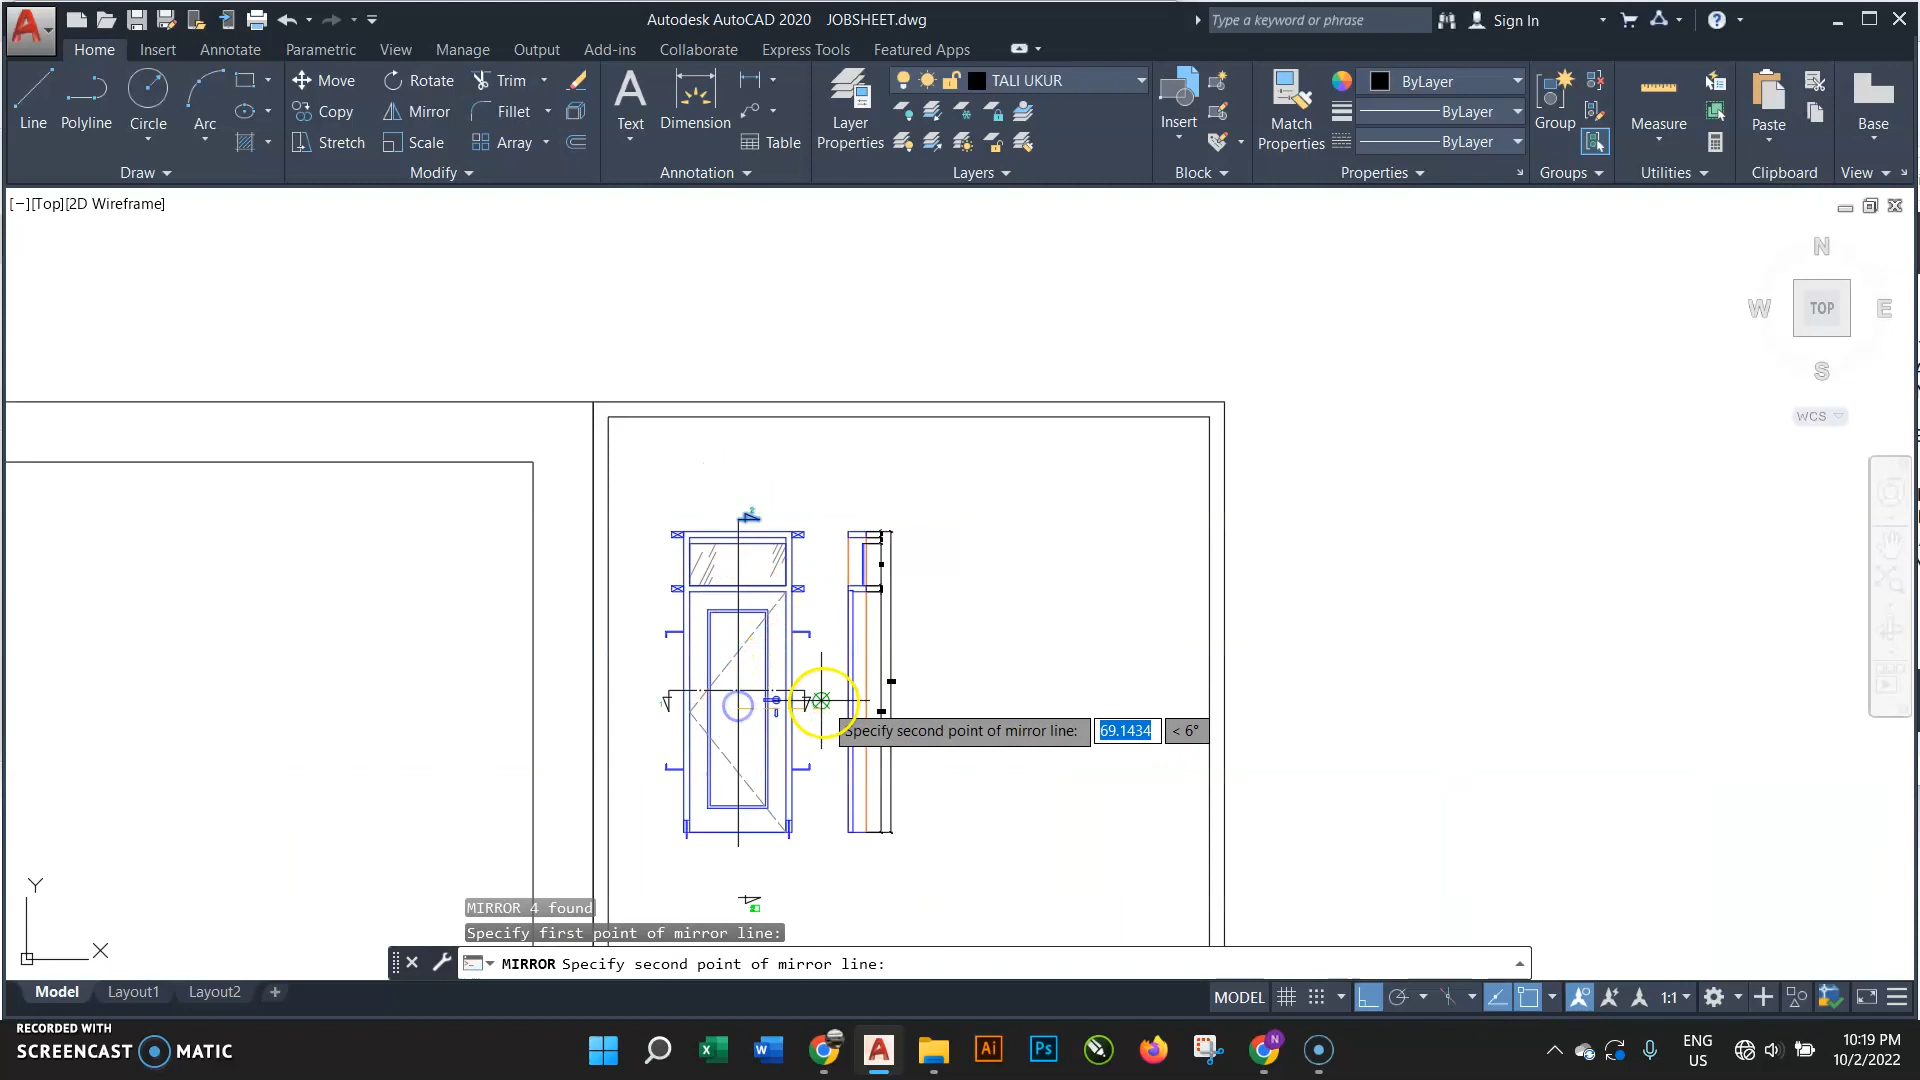 Autodesk AutoCAD 2020 JOBSHEET.dwg
Type a keyword or phrase
Sign In
Home Insert Annotate Parametric View Manage Output Add-ins Collaborate Express Tools Featured Apps
Line Polyline Circle Arc
Draw
Move Rotate Trim
Copy Mirror Fillet
Stretch Scale Array
Modify
Text Dimension Table
Annotation
Layer Properties
TALI UKUR
Layers
Insert
Block
Match Properties
ByLayer
ByLayer
ByLayer
Properties
Group
Groups
Measure
Utilities
Paste
Clipboard
Base
View
[−][Top][2D Wireframe]
N
W TOP E
S
WCS
Specify second point of mirror line: 69.1434 < 6°
Y
X
MIRROR 4 found
Specify first point of mirror line:
MIRROR Specify second point of mirror line:
Model Layout1 Layout2 +
MODEL 1:1
RECORDED WITH
SCREENCAST MATIC
Ai
Ps
ENG
US
10:19 PM
10/2/2022